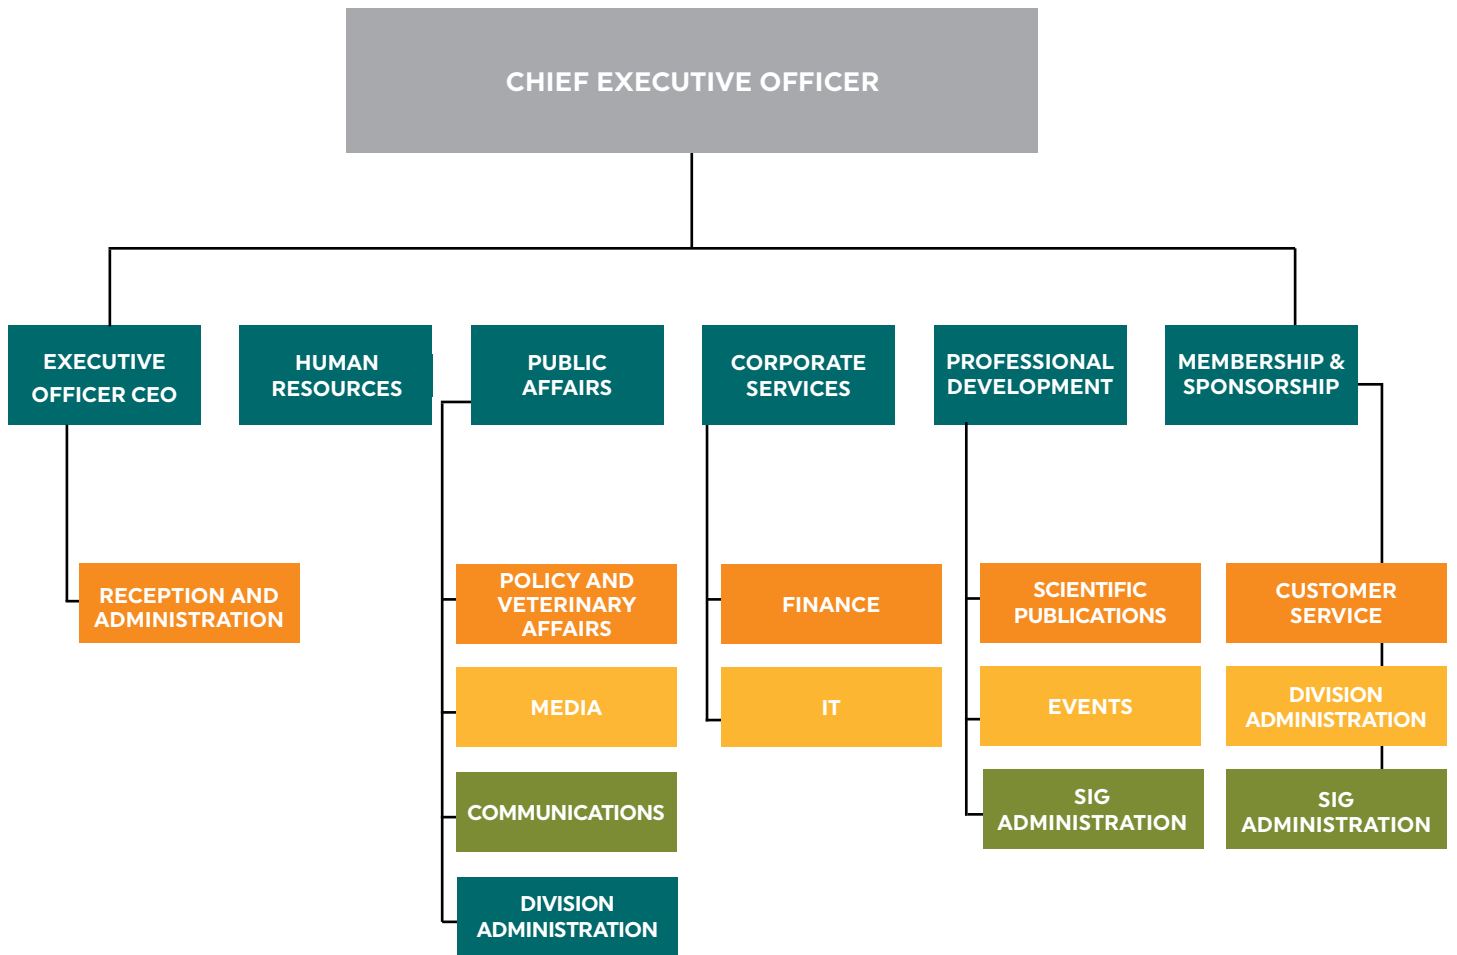 CHIEF EXECUTIVE OFFICER
EXECUTIVE
OFFICER CEO
HUMAN
RESOURCES
PUBLIC
AFFAIRS
CORPORATE
SERVICES
PROFESSIONAL
DEVELOPMENT
MEMBERSHIP &
SPONSORSHIP
RECEPTION AND
ADMINISTRATION
POLICY AND
VETERINARY
AFFAIRS
FINANCE
SCIENTIFIC
PUBLICATIONS
CUSTOMER
SERVICE
MEDIA
IT
EVENTS
DIVISION
ADMINISTRATION
COMMUNICATIONS
SIG
ADMINISTRATION
SIG
ADMINISTRATION
DIVISION
ADMINISTRATION